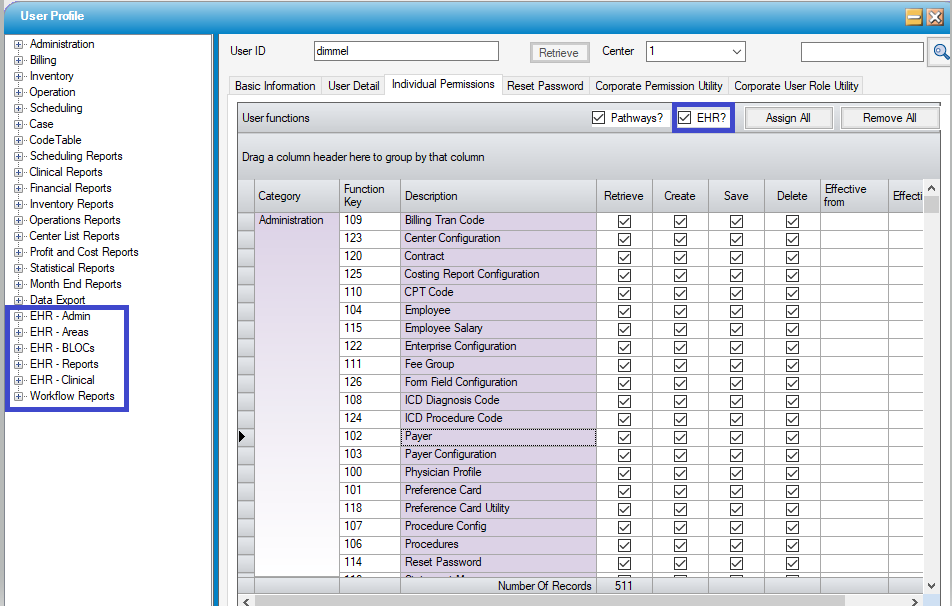 User Profile
Administration
Billing
Inventory
Operation
Scheduling
Case
CodeTable
Scheduling Reports
Clinical Reports
Financial Reports
Inventory Reports
Operations Reports
Center List Reports
Profit and Cost Reports
Statistical Reports
Month End Reports
Data Export
EHR - Admin
EHR - Areas
EHR - BLOCs
EHR - Reports
EHR - Clinical
Workflow Reports
User ID dimmel Retrieve Center 1
Basic Information User Detail Individual Permissions Reset Password Corporate Permission Utility Corporate User Role Utility
User functions Pathways? EHR? Assign All Remove All
Drag a column header here to group by that column
Category Function Key Description Retrieve Create Save Delete Effective from Effecti
Administration 109 Billing Tran Code
123 Center Configuration
120 Contract
125 Costing Report Configuration
110 CPT Code
104 Employee
115 Employee Salary
122 Enterprise Configuration
111 Fee Group
126 Form Field Configuration
108 ICD Diagnosis Code
124 ICD Procedure Code
102 Payer
103 Payer Configuration
100 Physician Profile
101 Preference Card
118 Preference Card Utility
107 Procedure Config
106 Procedures
114 Reset Password
Number Of Records 511